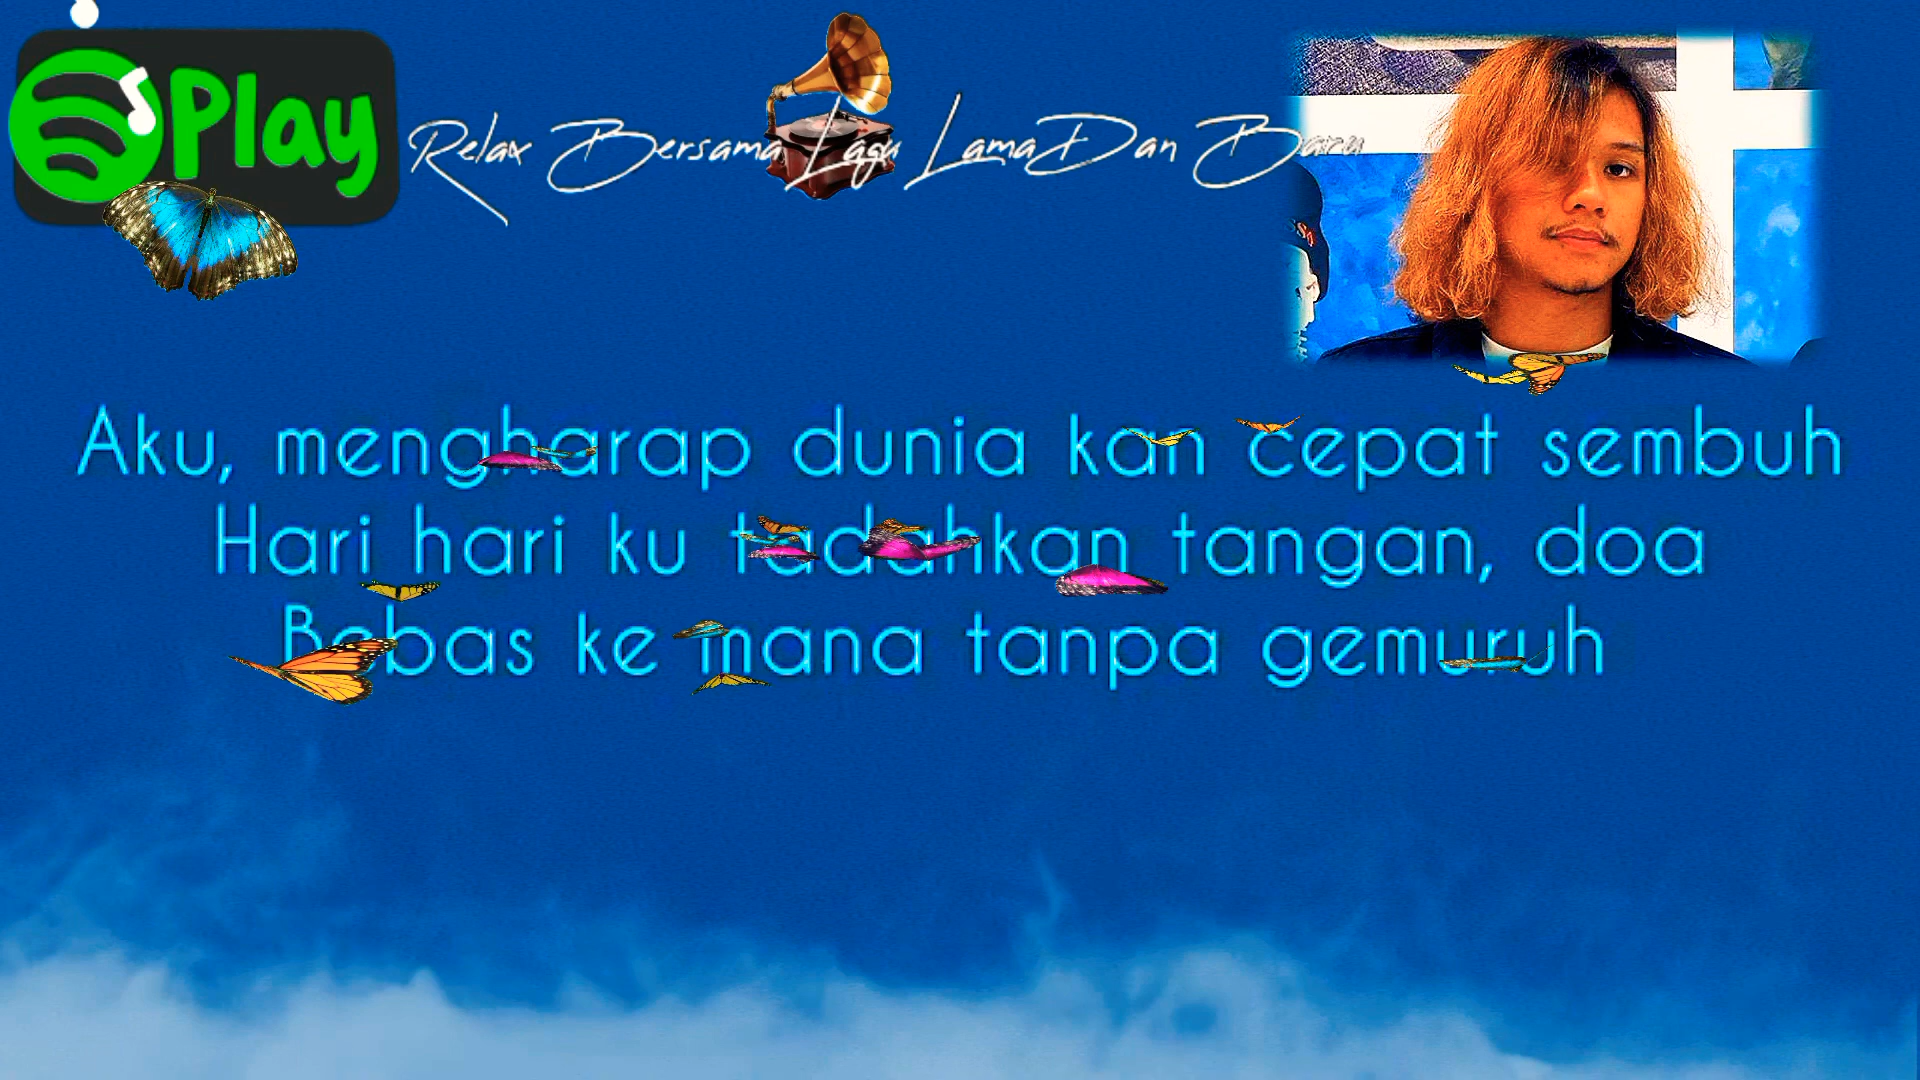 Play
Relax Bersama Lagu Lama Dan Baru
Aku, mengharap dunia kan cepat sembuh
Hari hari ku tadahkan tangan, doa
Bebas ke mana tanpa gemuruh